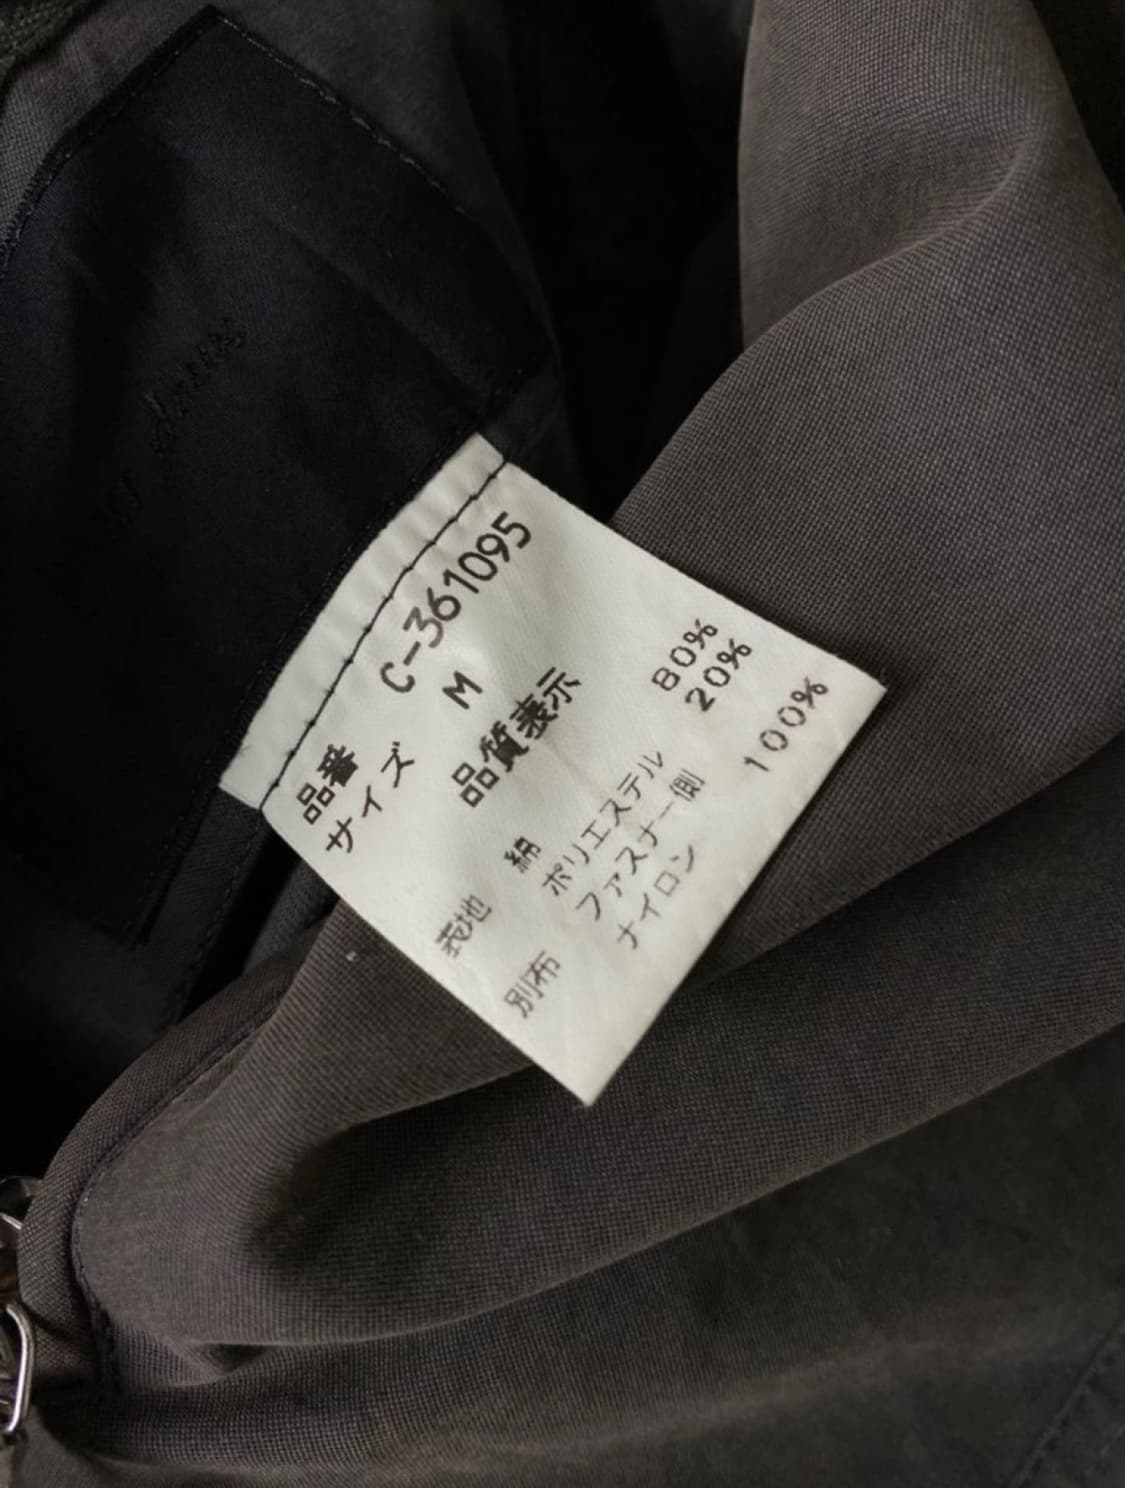 品番 C-361095
サイズ M
品質表示
表地 綿 80%
ポリエステル 20%
別布 ファスナー側
ナイロン 100%